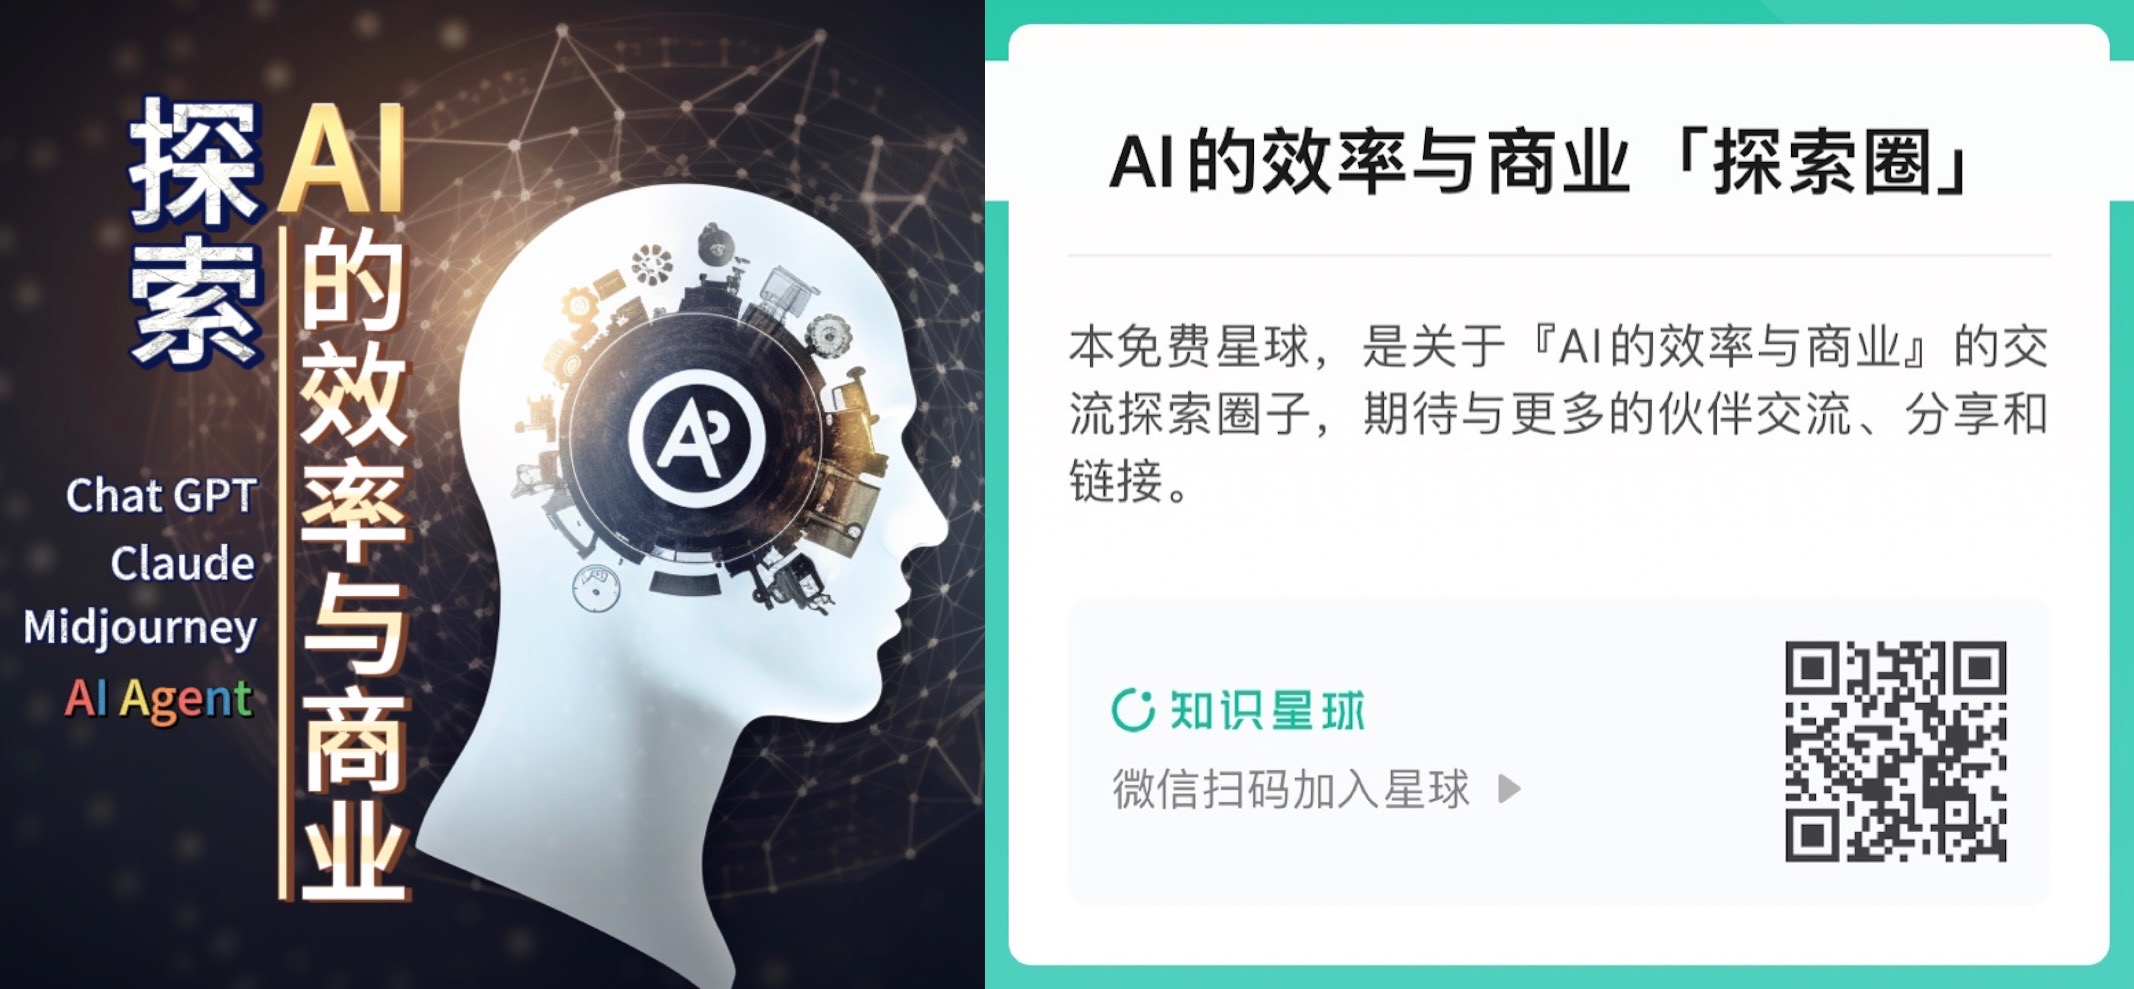 探索
AI的效率与商业
Chat GPT
Claude
Midjourney
AI Agent
AI的效率与商业「探索圈」
本免费星球，是关于『AI的效率与商业』的交
流探索圈子，期待与更多的伙伴交流、分享和
链接。
知识星球
微信扫码加入星球